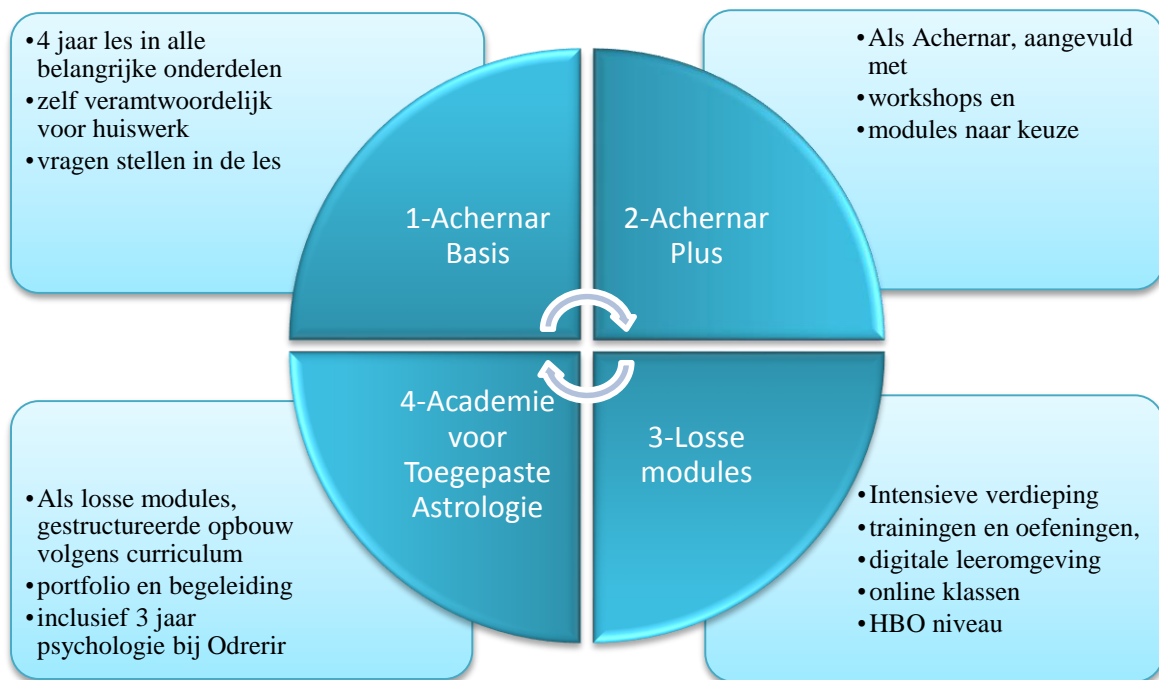 •4 jaar les in alle
belangrijke onderdelen
•zelf veramtwoordelijk
voor huiswerk
•vragen stellen in de les
•Als Achernar, aangevuld
met
•workshops en
•modules naar keuze
1-Achernar
Basis
2-Achernar
Plus
4-Academie
voor
Toegepaste
Astrologie
3-Losse
modules
•Als losse modules,
gestructureerde opbouw
volgens curriculum
•portfolio en begeleiding
•inclusief 3 jaar
psychologie bij Odrerir
•Intensieve verdieping
•trainingen en oefeningen,
•digitale leeromgeving
•online klassen
•HBO niveau